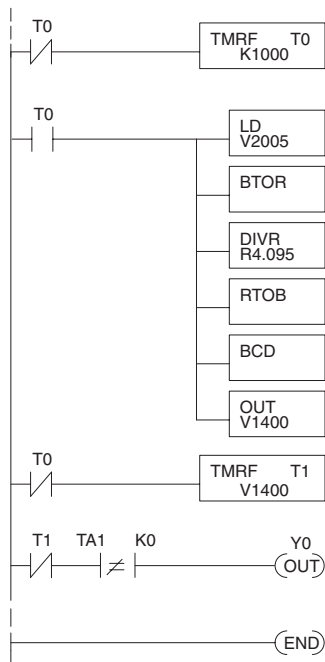 T0
TMRF T0
K1000
T0
LD
V2005
BTOR
DIVR
R4.095
RTOB
BCD
OUT
V1400
T0
TMRF T1
V1400
T1 TA1 K0 Y0
≠ OUT
END